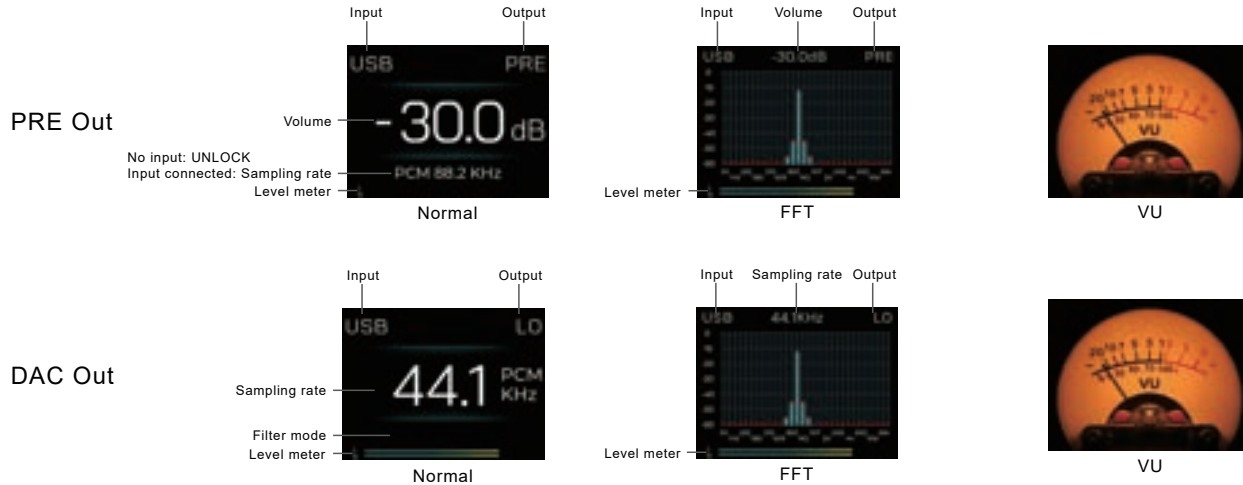 Input Output
Input Volume Output
USB PRE
USB -30.0dB PRE
PRE Out
Volume
-30.0 dB
No input: UNLOCK
Input connected: Sampling rate
PCM 88.2 KHz
Level meter
Level meter
VU
Normal
FFT
VU
Input Output
Input Sampling rate Output
USB LO
USB 44.1KHz LO
DAC Out
Sampling rate
44.1 PCM
KHz
Filter mode
Level meter
Level meter
VU
Normal
FFT
VU